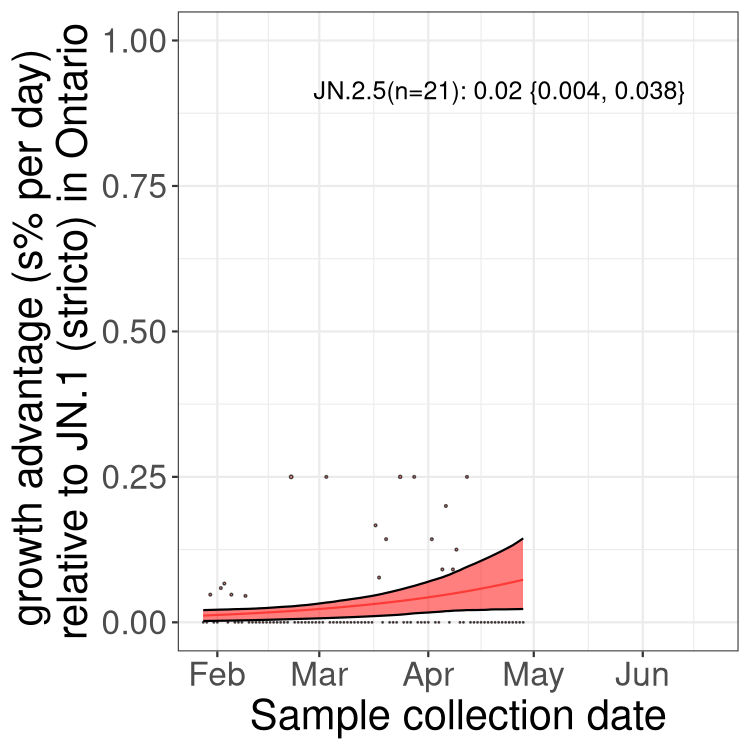 growth advantage (s% per day)
relative to JN.1 (stricto) in Ontario
1.00
0.75
0.50
0.25
0.00
JN.2.5(n=21): 0.02 {0.004, 0.038}
Feb Mar Apr May Jun
Sample collection date